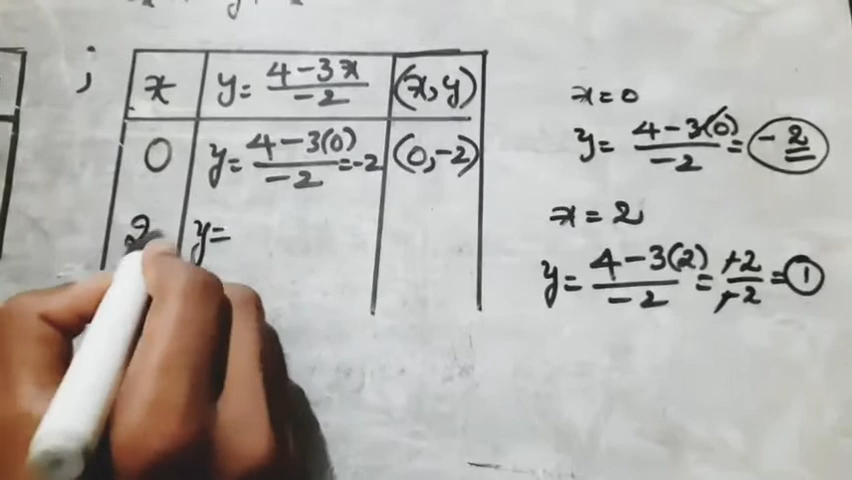 ; x y = 4 - 3x / -2 (x, y)
0 y = 4 - 3(0) / -2 = -2 (0, -2)
2 y =
x = 0
y = 4 - 3(0) / -2 = -2
x = 2
y = 4 - 3(2) / -2 = -2 / -2 = 1